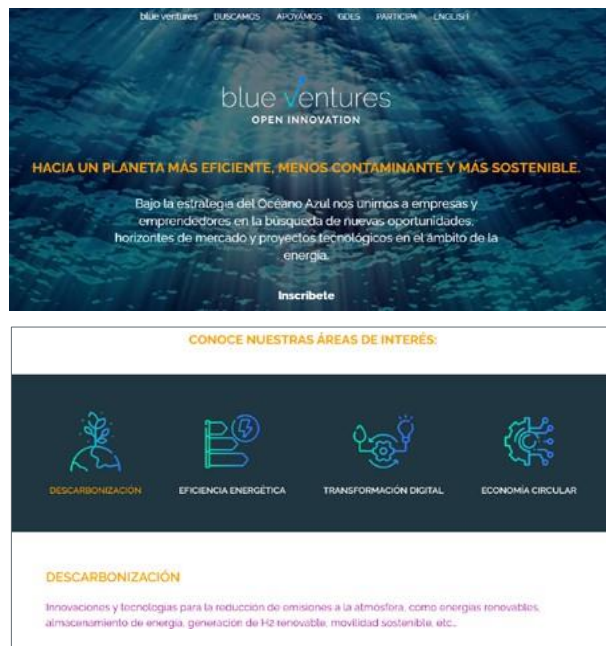 blue ventures BUSCAMOS APOYAMOS GDES PARTICIPA ENGLISH
blue ventures
OPEN INNOVATION
HACIA UN PLANETA MÁS EFICIENTE, MENOS CONTAMINANTE Y MÁS SOSTENIBLE.
Bajo la estrategia del Océano Azul nos unimos a empresas y
emprendedores en la búsqueda de nuevas oportunidades,
horizontes de mercado y proyectos tecnológicos en el ámbito de la
energía.
Inscríbete
CONOCE NUESTRAS ÁREAS DE INTERÉS:
DESCARBONIZACIÓN EFICIENCIA ENERGÉTICA TRANSFORMACIÓN DIGITAL ECONOMÍA CIRCULAR
DESCARBONIZACIÓN
Innovaciones y tecnologías para la reducción de emisiones a la atmósfera, como energías renovables,
almacenamiento de energía, generación de H2 renovable, movilidad sostenible, etc..